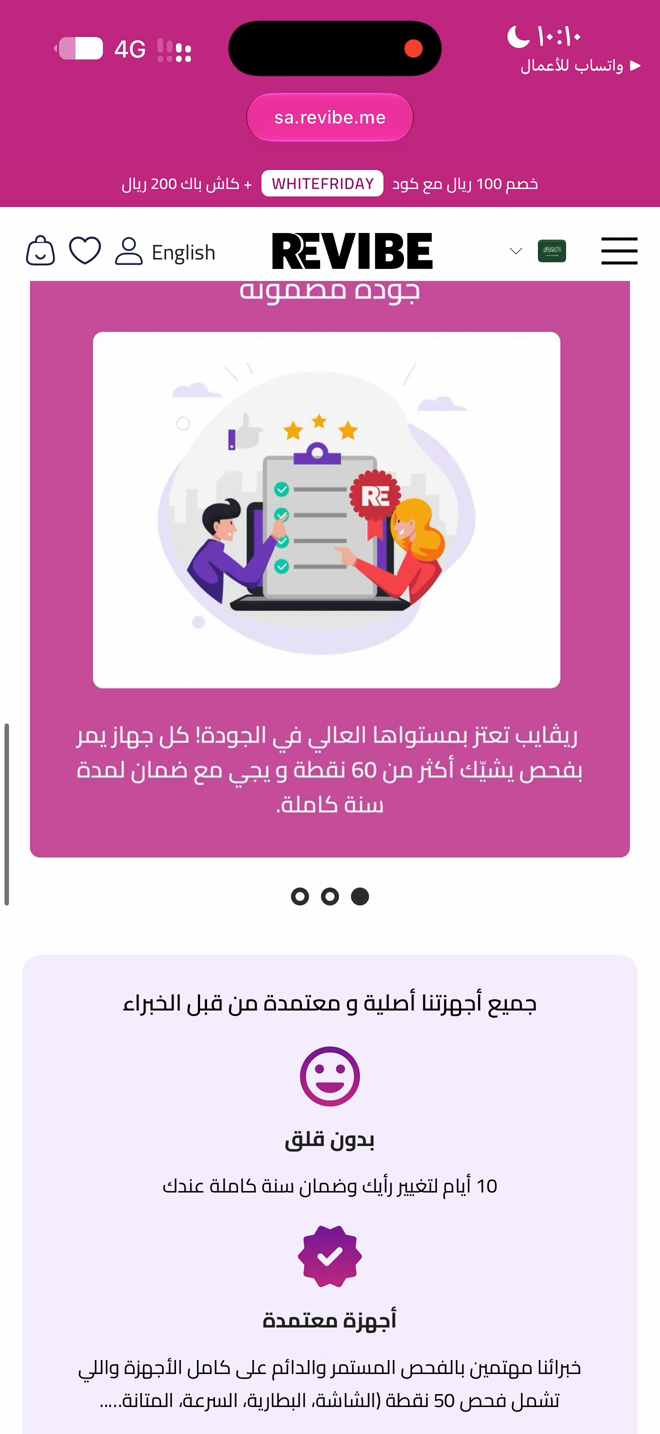 ١٠:١٠
4G
◀ واتساب للأعمال
sa.revibe.me
خصم 100 ريال مع كود WHITEFRIDAY + كاش باك 200 ريال
English
REVIBE
جودة مضمونة
RE
ريڤايب تعتز بمستواها العالي في الجودة! كل جهاز يمر
بفحص يشيّك أكثر من 60 نقطة و يجي مع ضمان لمدة
سنة كاملة.
جميع أجهزتنا أصلية و معتمدة من قبل الخبراء
بدون قلق
10 أيام لتغيير رأيك وضمان سنة كاملة عندك
أجهزة معتمدة
خبرائنا مهتمين بالفحص المستمر والدائم على كامل الأجهزة واللي
تشمل فحص 50 نقطة (الشاشة، البطارية، السرعة، المتانة.....